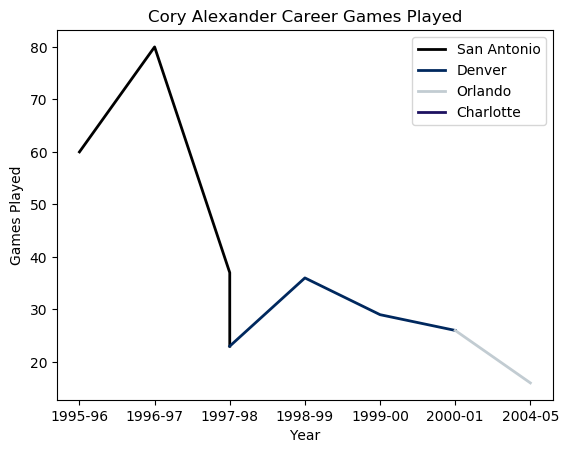 Cory Alexander Career Games Played
San Antonio
Denver
Orlando
Charlotte
80
70
60
50
40
30
20
Games Played
1995-96 1996-97 1997-98 1998-99 1999-00 2000-01 2004-05
Year